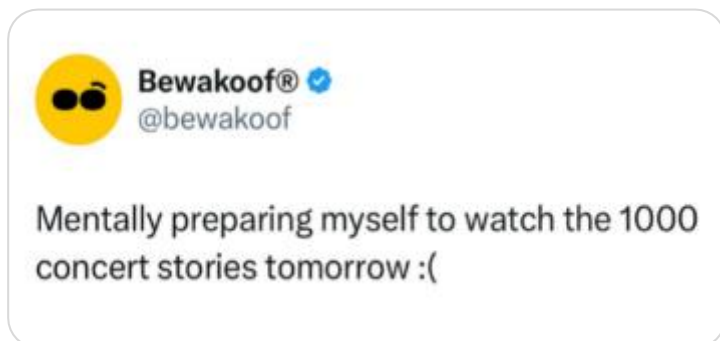 Bewakoof®
@bewakoof
Mentally preparing myself to watch the 1000
concert stories tomorrow :(